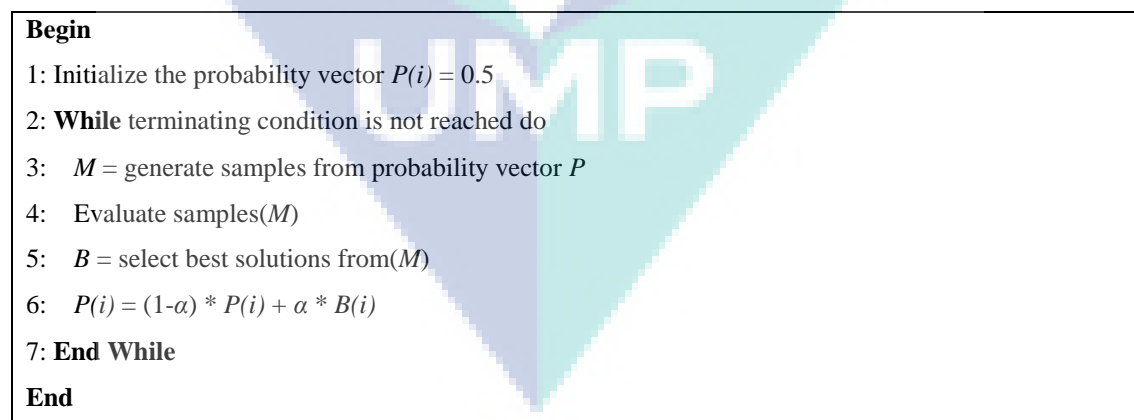 Begin
1: Initialize the probability vector P(i) = 0.5
2: While terminating condition is not reached do
3: M = generate samples from probability vector P
4: Evaluate samples(M)
5: B = select best solutions from(M)
6: P(i) = (1-α) * P(i) + α * B(i)
7: End While
End
UMP